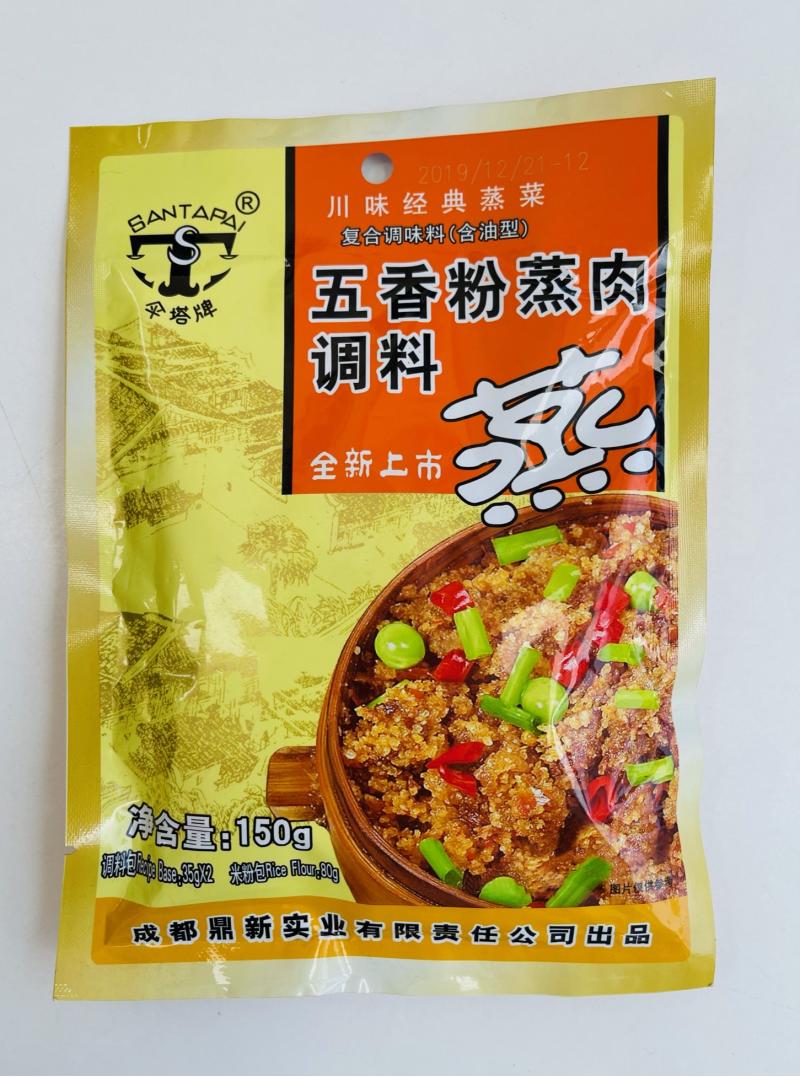 2019/12/21-12
SANTAPAI®
S
伞塔牌
川味经典蒸菜
复合调味料(含油型)
五香粉蒸肉
调料
蒸
全新上市
净含量:150g
调料包Recipe Base:35gX2 米粉包Rice Flour:80g
图片仅供参考
成都鼎新实业有限责任公司出品